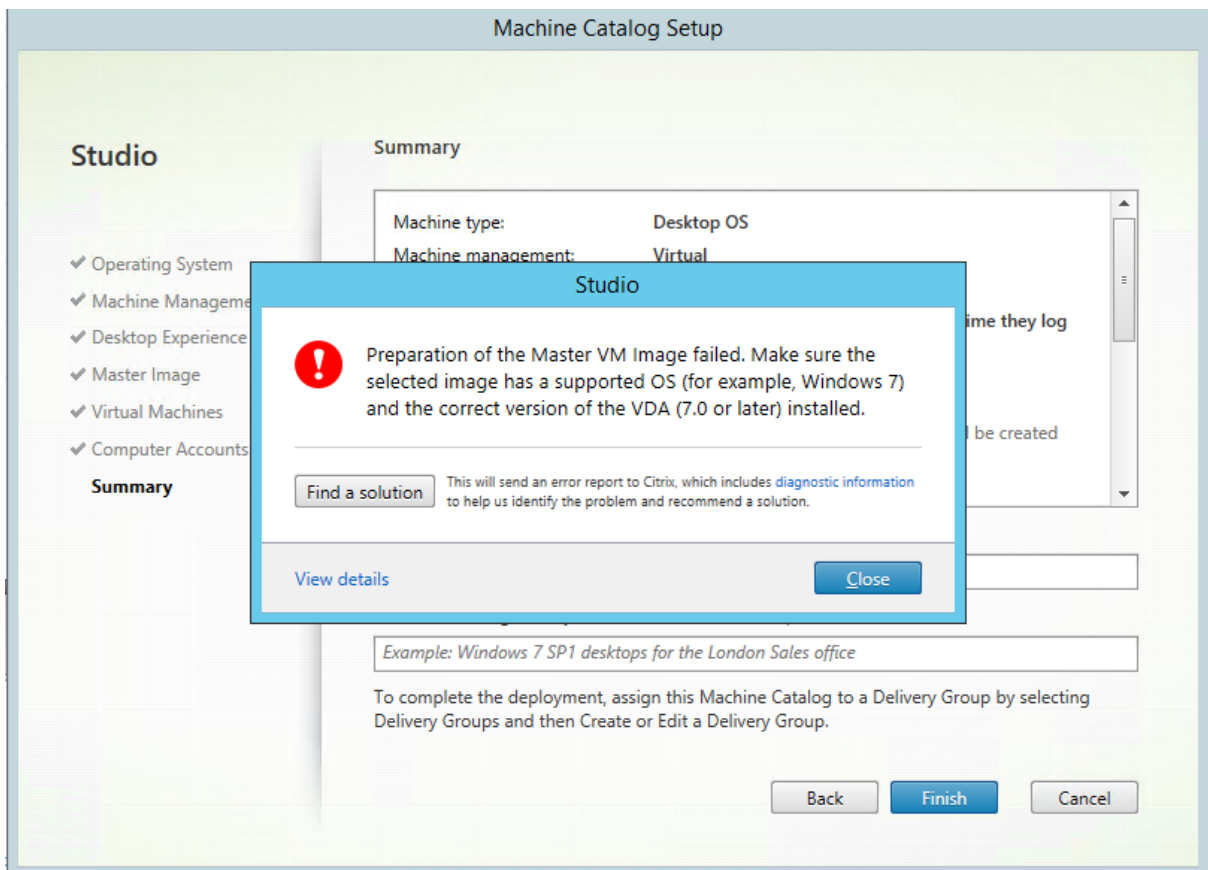 Machine Catalog Setup
Studio
Operating System
Machine Manageme
Desktop Experience
Master Image
Virtual Machines
Computer Accounts
Summary
Summary
Machine type: Desktop OS
Machine management: Virtual
ime they log
l be created
Studio
Preparation of the Master VM Image failed. Make sure the
selected image has a supported OS (for example, Windows 7)
and the correct version of the VDA (7.0 or later) installed.
Find a solution
This will send an error report to Citrix, which includes diagnostic information
to help us identify the problem and recommend a solution.
View details
Close
Example: Windows 7 SP1 desktops for the London Sales office
To complete the deployment, assign this Machine Catalog to a Delivery Group by selecting
Delivery Groups and then Create or Edit a Delivery Group.
Back
Finish
Cancel